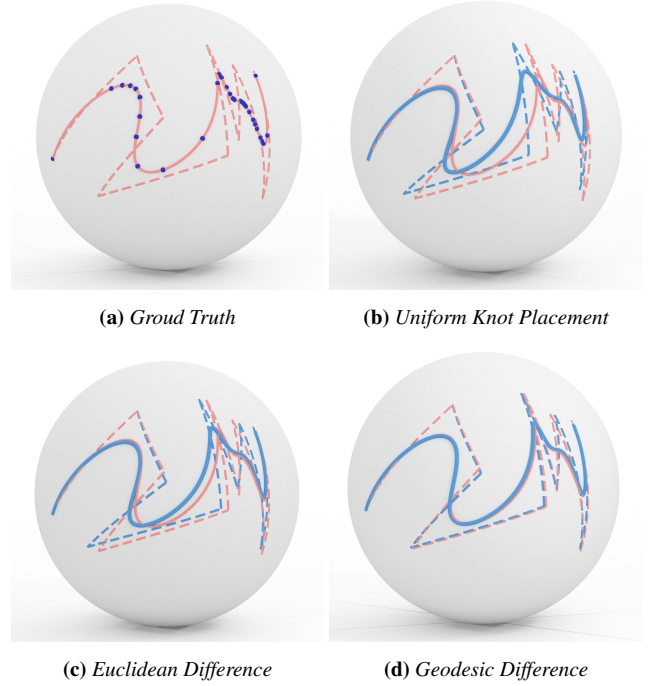 (a) Groud Truth
(b) Uniform Knot Placement
(c) Euclidean Difference
(d) Geodesic Difference